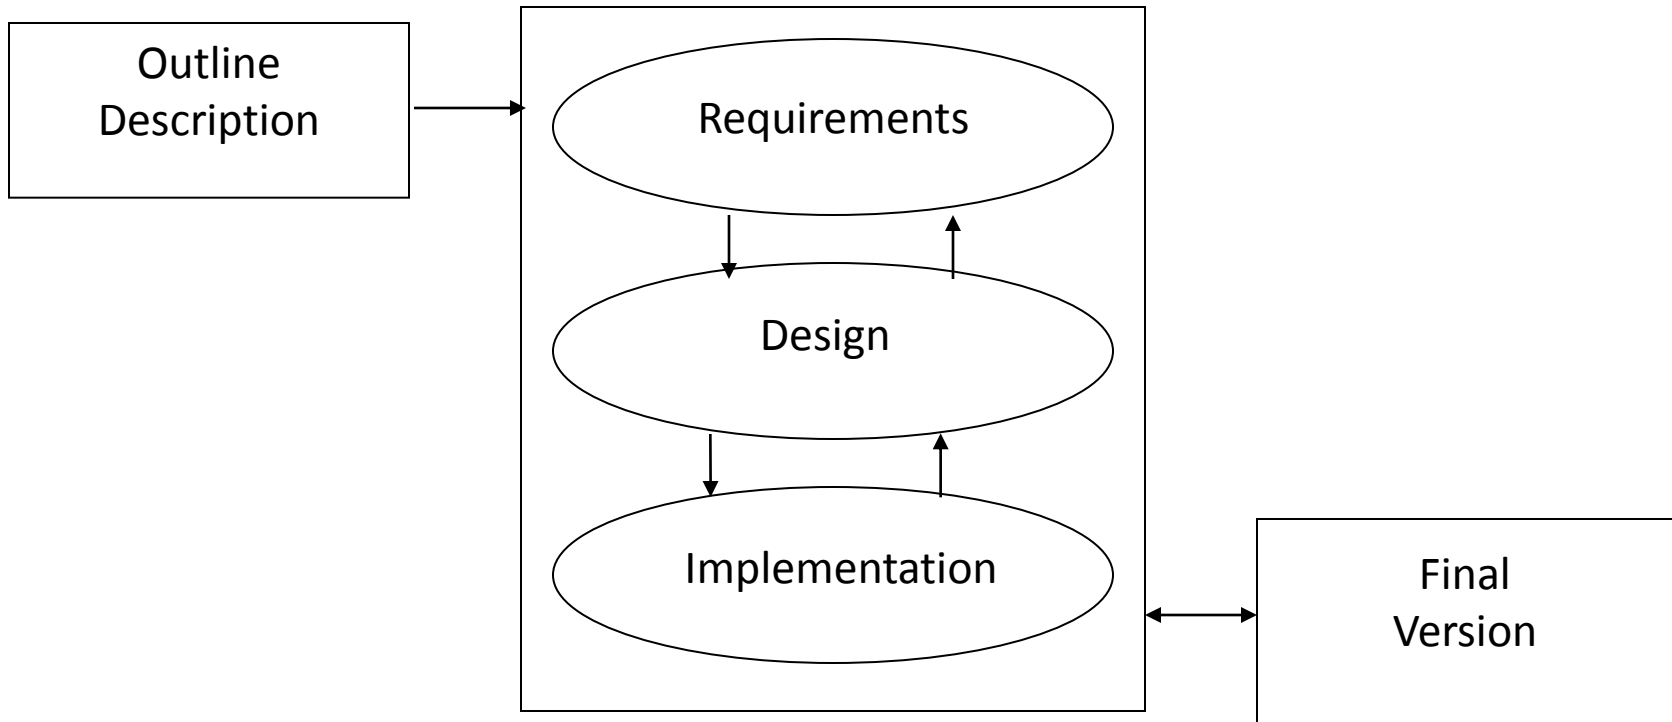 Outline
Description
Requirements
Design
Implementation
Final
Version